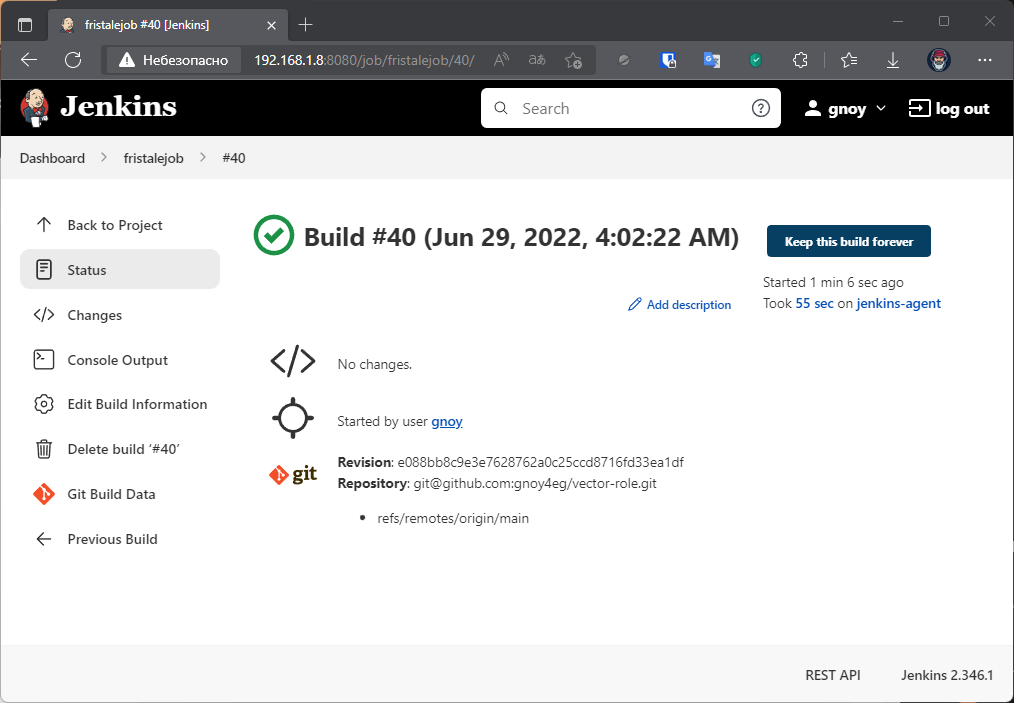 fristalejob #40 [Jenkins]
Небезопасно
192.168.1.8:8080/job/fristalejob/40/
Jenkins
Search
gnoy
log out
Dashboard
fristalejob
#40
Back to Project
Status
Changes
Console Output
Edit Build Information
Delete build ‘#40’
Git Build Data
Previous Build
Build #40 (Jun 29, 2022, 4:02:22 AM)
Keep this build forever
Started 1 min 6 sec ago
Took 55 sec on jenkins-agent
Add description
No changes.
Started by user gnoy
git
Revision: e088bb8c9e3e7628762a0c25ccd8716fd33ea1df
Repository: git@github.com:gnoy4eg/vector-role.git
refs/remotes/origin/main
REST API
Jenkins 2.346.1